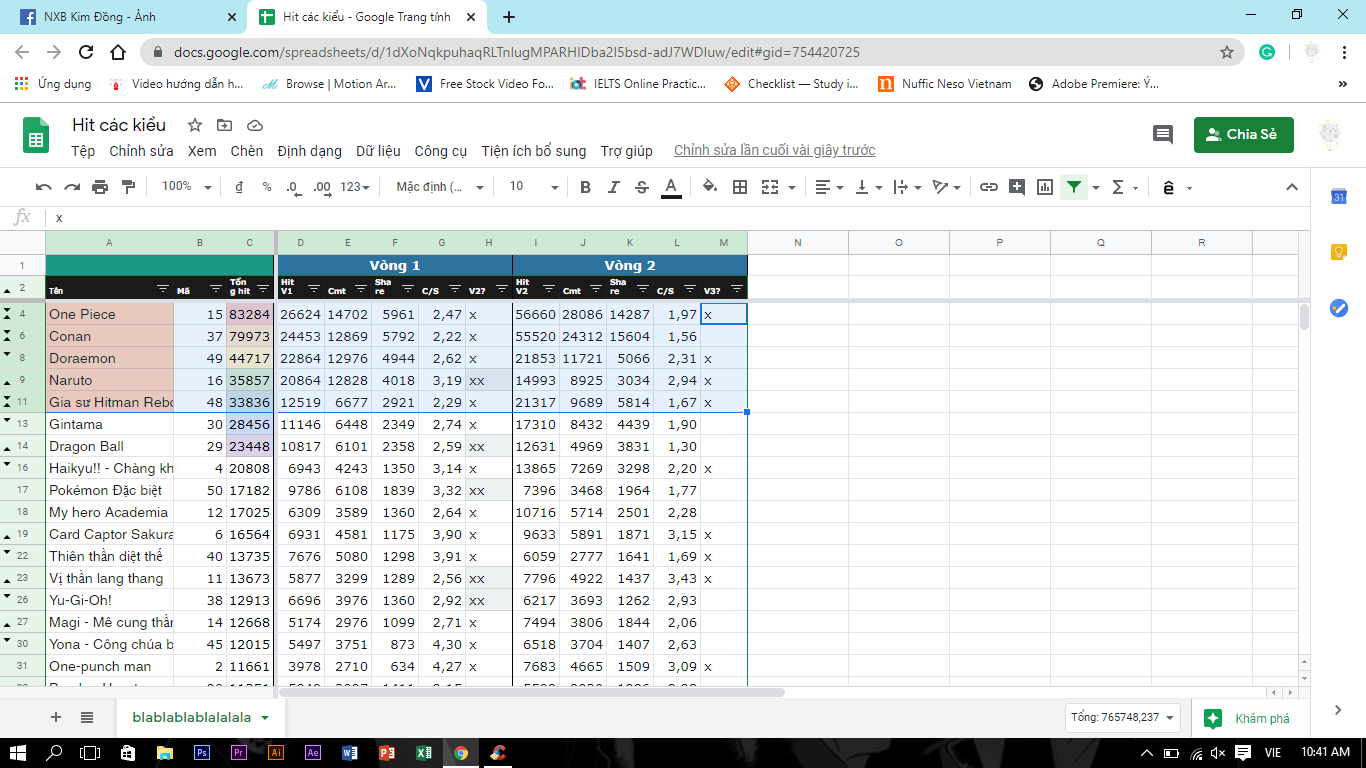 NXB Kim Đồng - Ảnh
Hit các kiểu - Google Trang tính
docs.google.com/spreadsheets/d/1dXoNqkpuhaqRLTnlugMPARHIDba2I5bsd-adJ7WDIuw/edit#gid=754420725
Ứng dụng Video hướng dẫn h... Browse | Motion Ar... Free Stock Video Fo... IELTS Online Practic... Checklist — Study i... Nuffic Neso Vietnam Adobe Premiere: Ý...
Hit các kiểu
Chia Sẻ
Tệp Chỉnh sửa Xem Chèn Định dạng Dữ liệu Công cụ Tiện ích bổ sung Trợ giúp Chỉnh sửa lần cuối vài giây trước
100% đ % .0 .00 123 Mặc định (... 10 B I S A Σ ê
31
fx x
A B C D E F G H I J K L M N O P Q R
1 Vòng 1 Vòng 2
2 Tên Mã Tổng hit Hit V1 Cmt Share C/S V2? Hit V2 Cmt Share C/S V3?
4 One Piece 15 83284 26624 14702 5961 2,47 x 56660 28086 14287 1,97 x
6 Conan 37 79973 24453 12869 5792 2,22 x 55520 24312 15604 1,56
8 Doraemon 49 44717 22864 12976 4944 2,62 x 21853 11721 5066 2,31 x
9 Naruto 16 35857 20864 12828 4018 3,19 xx 14993 8925 3034 2,94 x
11 Gia sư Hitman Rebo 48 33836 12519 6677 2921 2,29 x 21317 9689 5814 1,67 x
13 Gintama 30 28456 11146 6448 2349 2,74 x 17310 8432 4439 1,90
14 Dragon Ball 29 23448 10817 6101 2358 2,59 xx 12631 4969 3831 1,30
16 Haikyu!! - Chàng kh 4 20808 6943 4243 1350 3,14 x 13865 7269 3298 2,20 x
17 Pokémon Đặc biệt 50 17182 9786 6108 1839 3,32 xx 7396 3468 1964 1,77
18 My hero Academia 12 17025 6309 3589 1360 2,64 x 10716 5714 2501 2,28
19 Card Captor Sakura 6 16564 6931 4581 1175 3,90 x 9633 5891 1871 3,15 x
22 Thiên thần diệt thế 40 13735 7676 5080 1298 3,91 x 6059 2777 1641 1,69 x
23 Vị thần lang thang 11 13673 5877 3299 1289 2,56 xx 7796 4922 1437 3,43 x
26 Yu-Gi-Oh! 38 12913 6696 3976 1360 2,92 xx 6217 3693 1262 2,93
27 Magi - Mê cung thần 14 12668 5174 2976 1099 2,71 x 7494 3806 1844 2,06
30 Yona - Công chúa b 45 12015 5497 3751 873 4,30 x 6518 3704 1407 2,63
31 One-punch man 2 11661 3978 2710 634 4,27 x 7683 4665 1509 3,09 x
blablablablalalala
Tổng: 765748,237
Khám phá
Ps Pr Ai Ae
VIE 10:41 AM